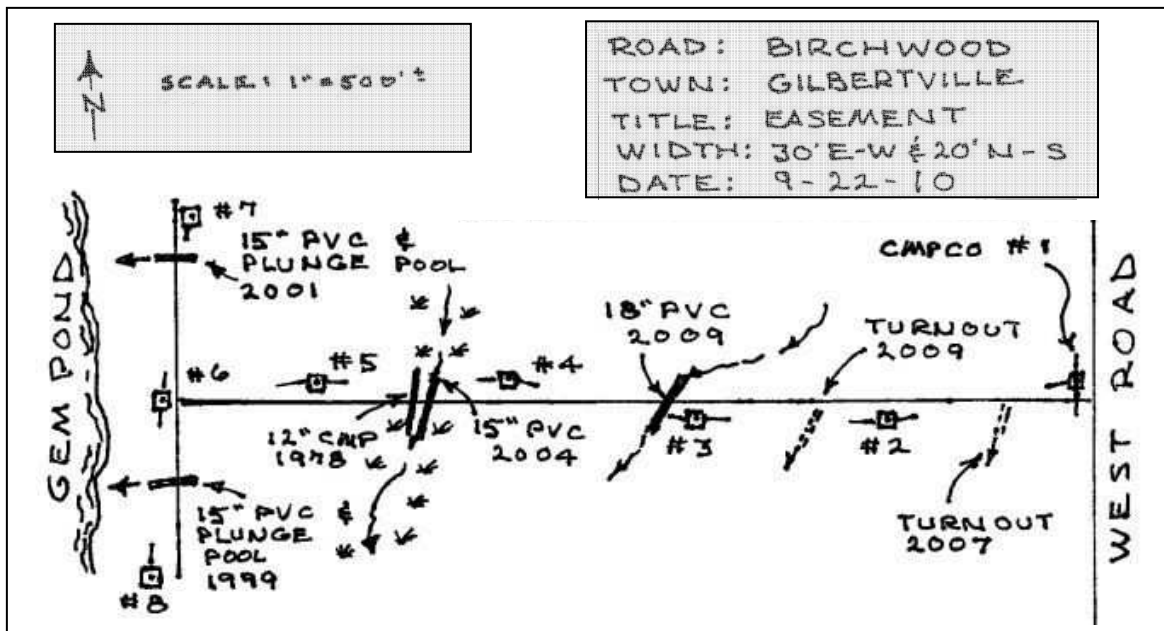 N
SCALE: 1" = 500' ±
ROAD: BIRCHWOOD
TOWN: GILBERTVILLE
TITLE: EASEMENT
WIDTH: 30' E-W & 20' N-S
DATE: 9-22-10
#7
15" PVC &
PLUNGE POOL
2001
CMPCO #1
GEM POND
18" PVC
2009
TURNOUT
2009
WEST ROAD
#6
#5
#4
12" CMP
1978
15" PVC
2004
#3
#2
15" PVC &
PLUNGE
POOL
1999
TURNOUT
2007
#8